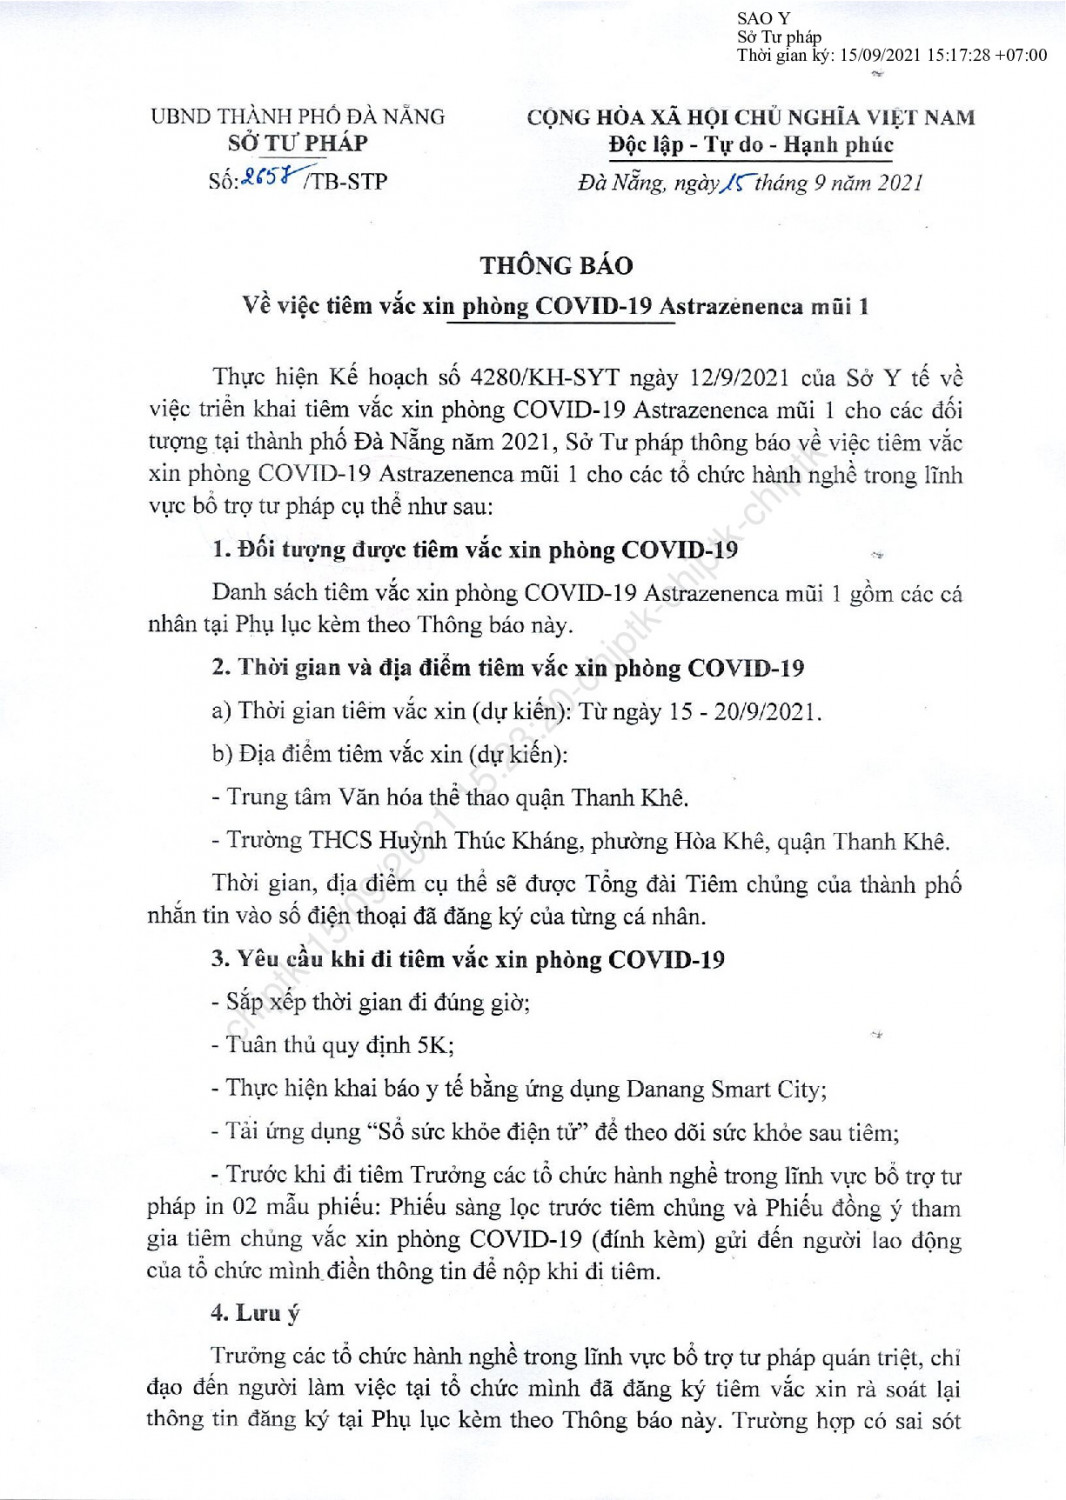 SAO Y
Sở Tư pháp
Thời gian ký: 15/09/2021 15:17:28 +07:00
UBND THÀNH PHỐ ĐÀ NẴNG
SỞ TƯ PHÁP
Số: 2657/TB-STP
CỘNG HÒA XÃ HỘI CHỦ NGHĨA VIỆT NAM
Độc lập - Tự do - Hạnh phúc
Đà Nẵng, ngày 15 tháng 9 năm 2021
THÔNG BÁO
Về việc tiêm vắc xin phòng COVID-19 Astrazenenca mũi 1
Thực hiện Kế hoạch số 4280/KH-SYT ngày 12/9/2021 của Sở Y tế về
việc triển khai tiêm vắc xin phòng COVID-19 Astrazenenca mũi 1 cho các đối
tượng tại thành phố Đà Nẵng năm 2021, Sở Tư pháp thông báo về việc tiêm vắc
xin phòng COVID-19 Astrazenenca mũi 1 cho các tổ chức hành nghề trong lĩnh
vực bổ trợ tư pháp cụ thể như sau:
1. Đối tượng được tiêm vắc xin phòng COVID-19
Danh sách tiêm vắc xin phòng COVID-19 Astrazenenca mũi 1 gồm các cá
nhân tại Phụ lục kèm theo Thông báo này.
2. Thời gian và địa điểm tiêm vắc xin phòng COVID-19
a) Thời gian tiêm vắc xin (dự kiến): Từ ngày 15 - 20/9/2021.
b) Địa điểm tiêm vắc xin (dự kiến):
- Trung tâm Văn hóa thể thao quận Thanh Khê.
- Trường THCS Huỳnh Thúc Kháng, phường Hòa Khê, quận Thanh Khê.
Thời gian, địa điểm cụ thể sẽ được Tổng đài Tiêm chủng của thành phố
nhắn tin vào số điện thoại đã đăng ký của từng cá nhân.
3. Yêu cầu khi đi tiêm vắc xin phòng COVID-19
- Sắp xếp thời gian đi đúng giờ;
- Tuân thủ quy định 5K;
- Thực hiện khai báo y tế bằng ứng dụng Danang Smart City;
- Tải ứng dụng “Sổ sức khỏe điện tử” để theo dõi sức khỏe sau tiêm;
- Trước khi đi tiêm Trưởng các tổ chức hành nghề trong lĩnh vực bổ trợ tư
pháp in 02 mẫu phiếu: Phiếu sàng lọc trước tiêm chủng và Phiếu đồng ý tham
gia tiêm chủng vắc xin phòng COVID-19 (đính kèm) gửi đến người lao động
của tổ chức mình điền thông tin để nộp khi đi tiêm.
4. Lưu ý
Trưởng các tổ chức hành nghề trong lĩnh vực bổ trợ tư pháp quán triệt, chỉ
đạo đến người làm việc tại tổ chức mình đã đăng ký tiêm vắc xin rà soát lại
thông tin đăng ký tại Phụ lục kèm theo Thông báo này. Trường hợp có sai sót
chiptk-15/09/2021 15:23:20-chiptk-chiptk-chiptk